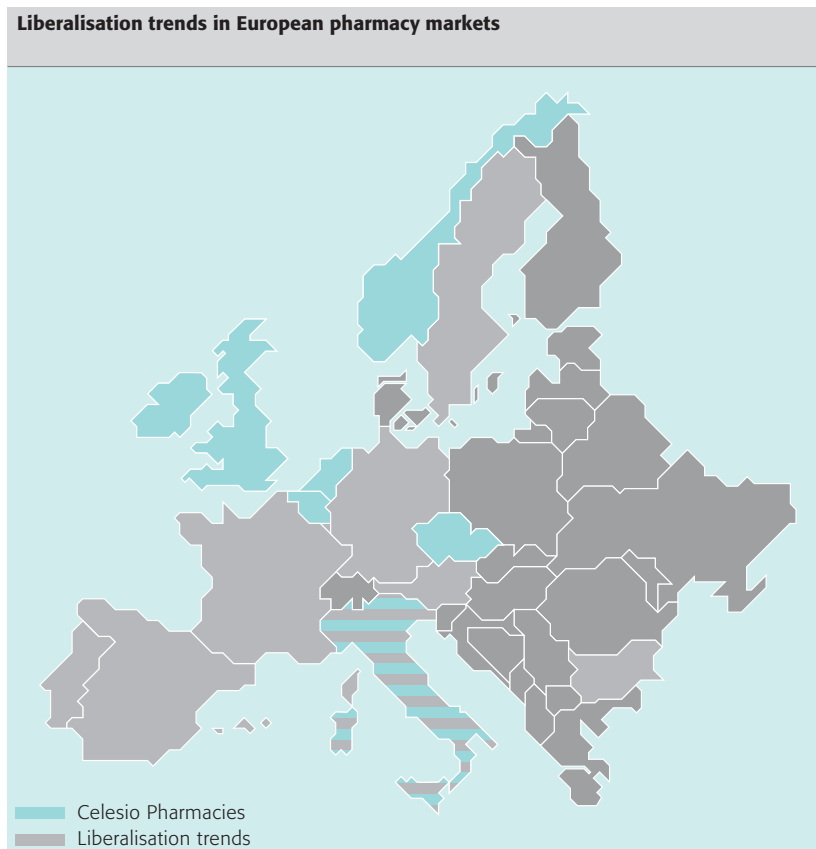 Liberalisation trends in European pharmacy markets
Celesio Pharmacies
Liberalisation trends